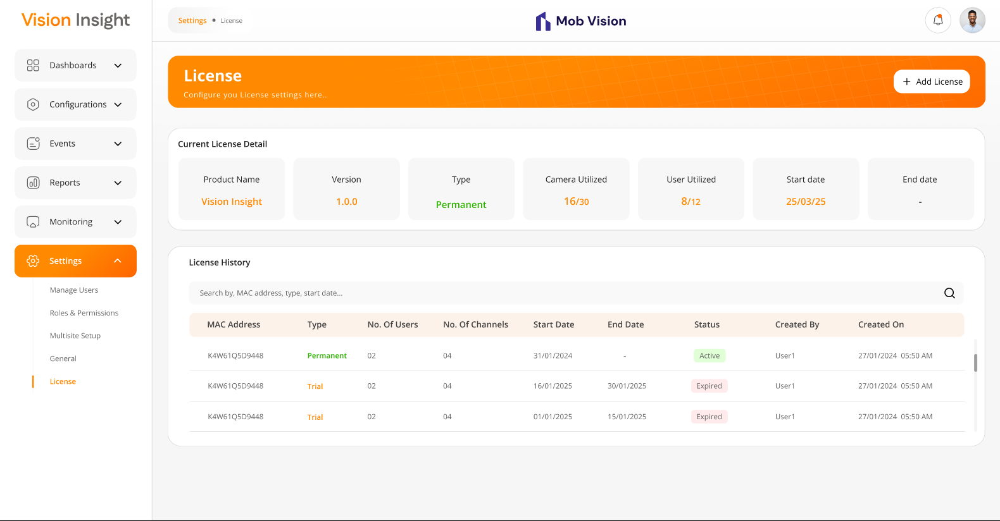 Vision Insight
Settings • License
Mob Vision
Dashboards
Configurations
Events
Reports
Monitoring
Settings
Manage Users
Roles & Permissions
Multisite Setup
General
License
License
Configure you License settings here..
+ Add License
Current License Detail
Product Name Version Type Camera Utilized User Utilized Start date End date
Vision Insight 1.0.0 Permanent 16/30 8/12 25/03/25 -
License History
Search by, MAC address, type, start date...
MAC Address Type No. Of Users No. Of Channels Start Date End Date Status Created By Created On
K4W61Q5D9448 Permanent 02 04 31/01/2024 - Active User1 27/01/2024 05:50 AM
K4W61Q5D9448 Trial 02 04 16/01/2025 30/01/2025 Expired User1 27/01/2024 05:50 AM
K4W61Q5D9448 Trial 02 04 01/01/2025 15/01/2025 Expired User1 27/01/2024 05:50 AM